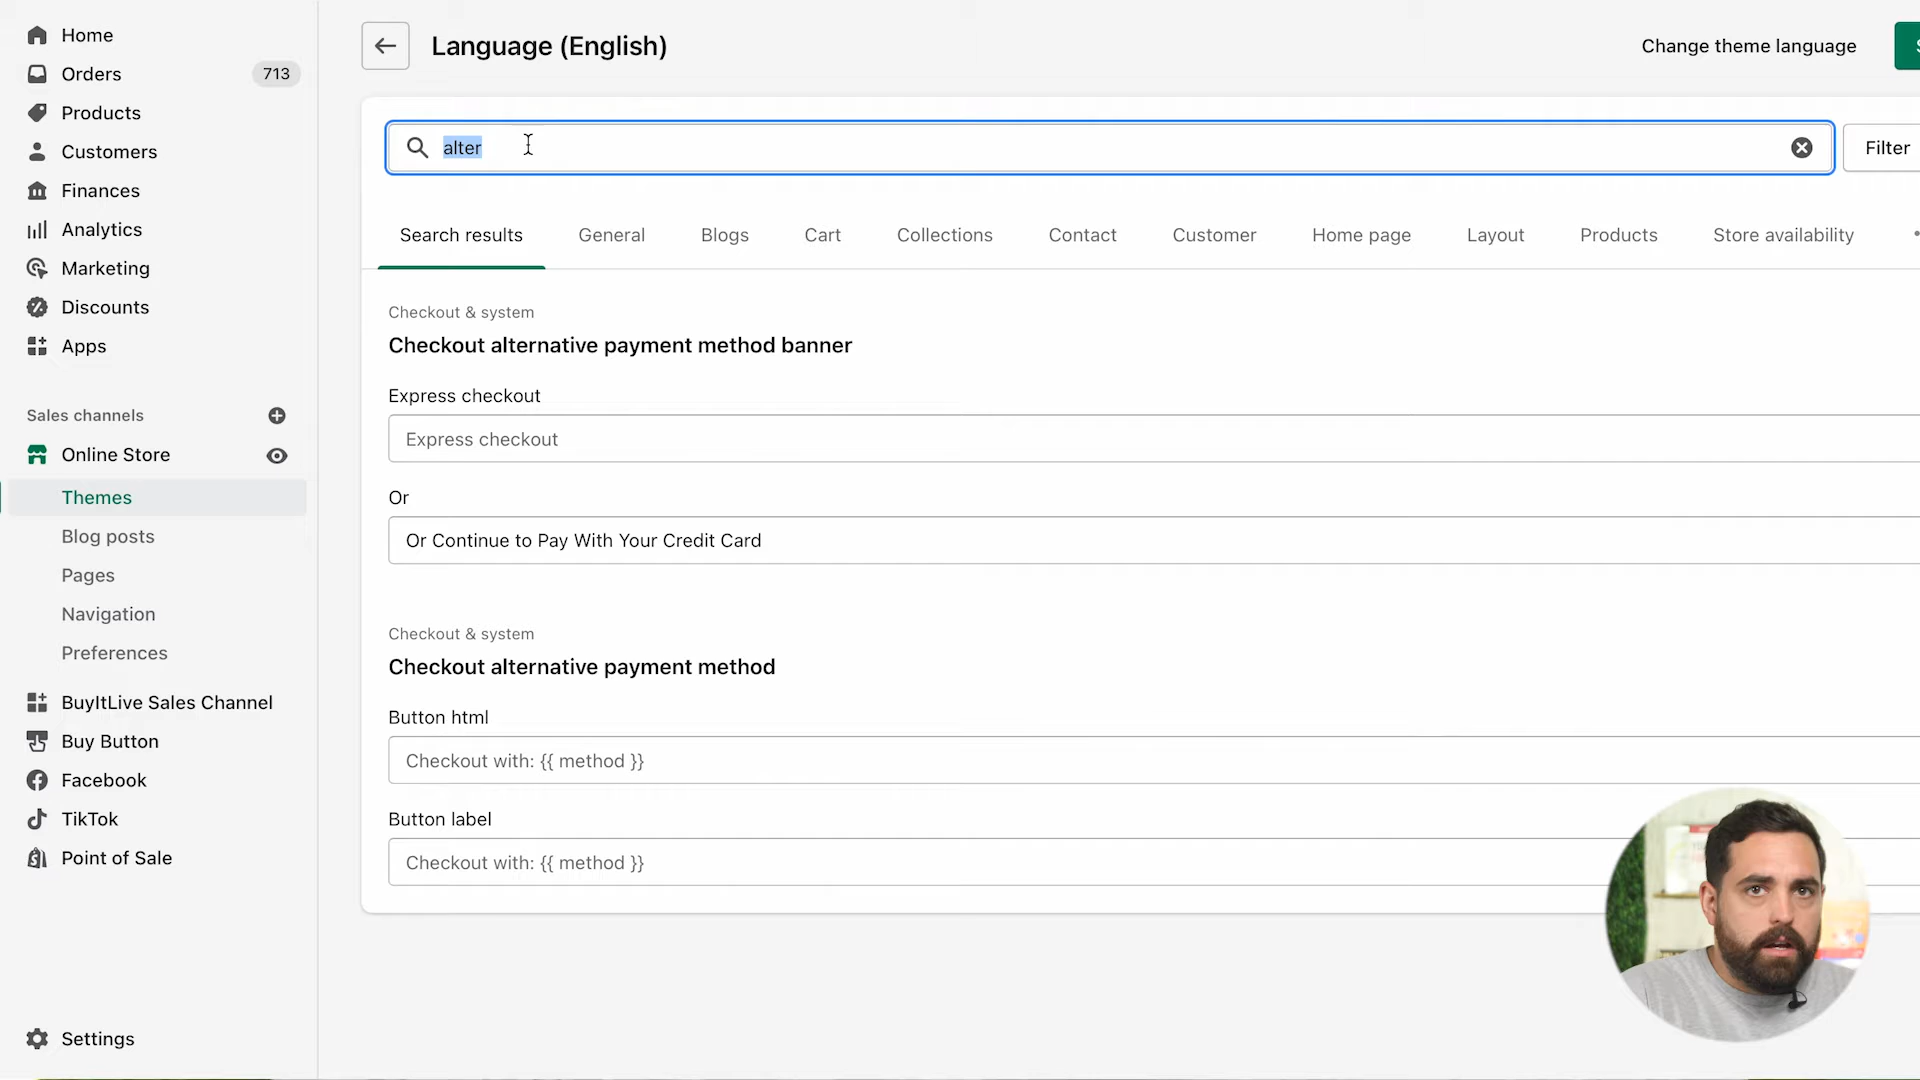 Home
Orders 713
Products
Customers
Finances
Analytics
Marketing
Discounts
Apps
Sales channels
Online Store
Themes
Blog posts
Pages
Navigation
Preferences
BuyItLive Sales Channel
Buy Button
Facebook
TikTok
Point of Sale
Settings
Language (English)
Change theme language
alter
Filter
Search results General Blogs Cart Collections Contact Customer Home page Layout Products Store availability
Checkout & system
Checkout alternative payment method banner
Express checkout
Express checkout
Or
Or Continue to Pay With Your Credit Card
Checkout & system
Checkout alternative payment method
Button html
Checkout with: {{ method }}
Button label
Checkout with: {{ method }}